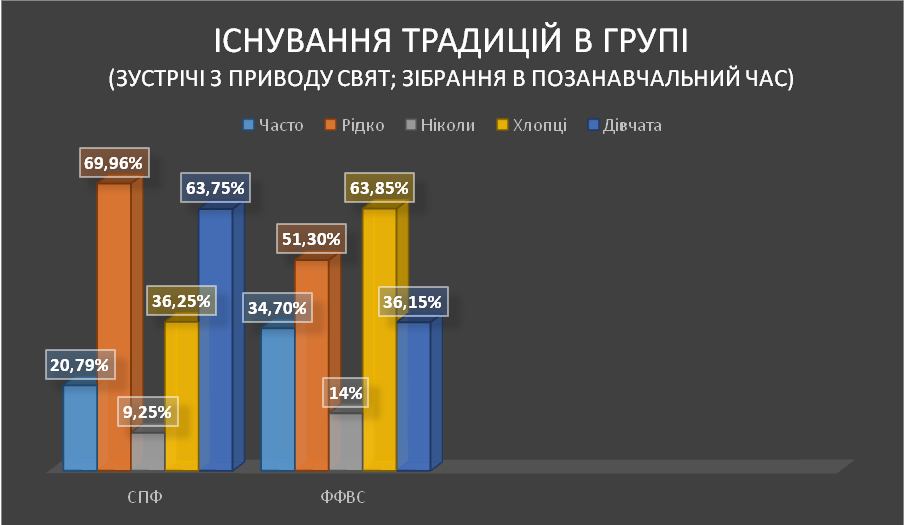 ІСНУВАННЯ ТРАДИЦІЙ В ГРУПІ
(ЗУСТРІЧІ З ПРИВОДУ СВЯТ; ЗІБРАННЯ В ПОЗАНАВЧАЛЬНИЙ ЧАС)
Часто Рідко Ніколи Хлопці Дівчата
69,96%
63,75% 63,85%
51,30%
36,25% 34,70% 36,15%
20,79%
9,25% 14%
СПФ ФФВС